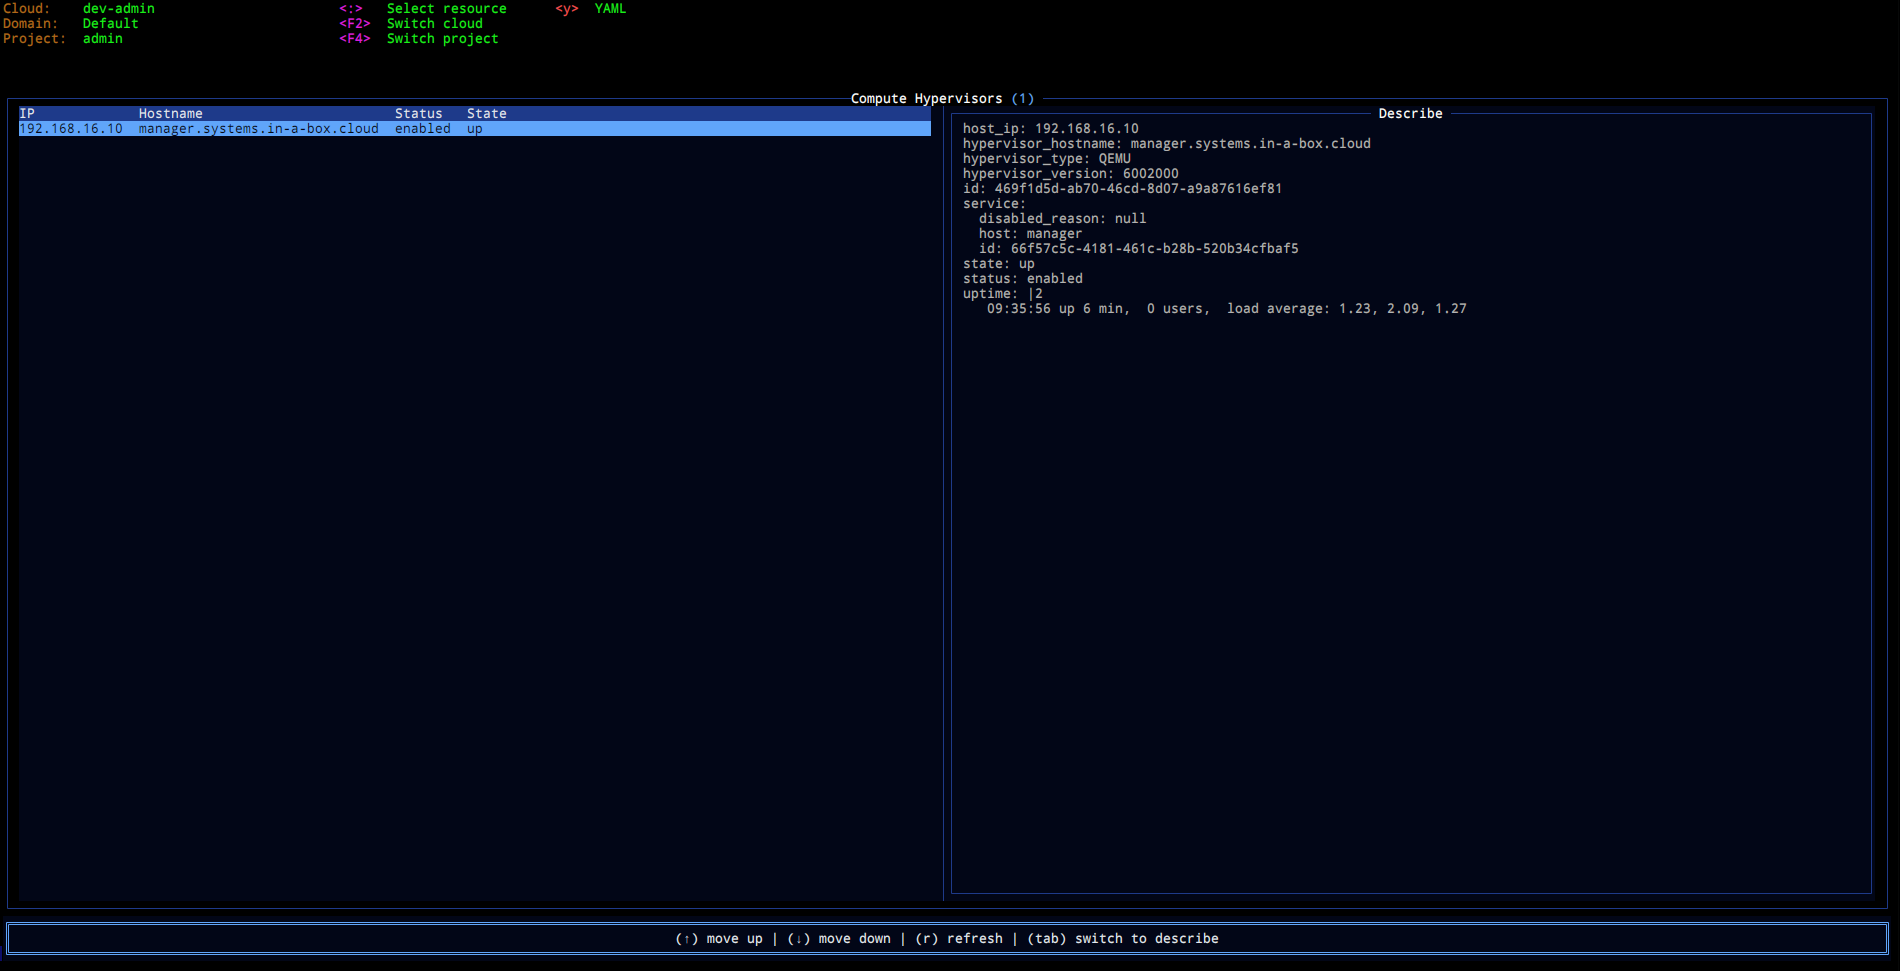 Cloud: dev-admin <:> Select resource <y> YAML
Domain: Default <F2> Switch cloud
Project: admin <F4> Switch project
Compute Hypervisors (1)
IP Hostname Status State
192.168.16.10 manager.systems.in-a-box.cloud enabled up
Describe
host_ip: 192.168.16.10
hypervisor_hostname: manager.systems.in-a-box.cloud
hypervisor_type: QEMU
hypervisor_version: 6002000
id: 469f1d5d-ab70-46cd-8d07-a9a87616ef81
service:
disabled_reason: null
host: manager
id: 66f57c5c-4181-461c-b28b-520b34cfbaf5
state: up
status: enabled
uptime: |2
09:35:56 up 6 min, 0 users, load average: 1.23, 2.09, 1.27
(↑) move up | (↓) move down | (r) refresh | (tab) switch to describe